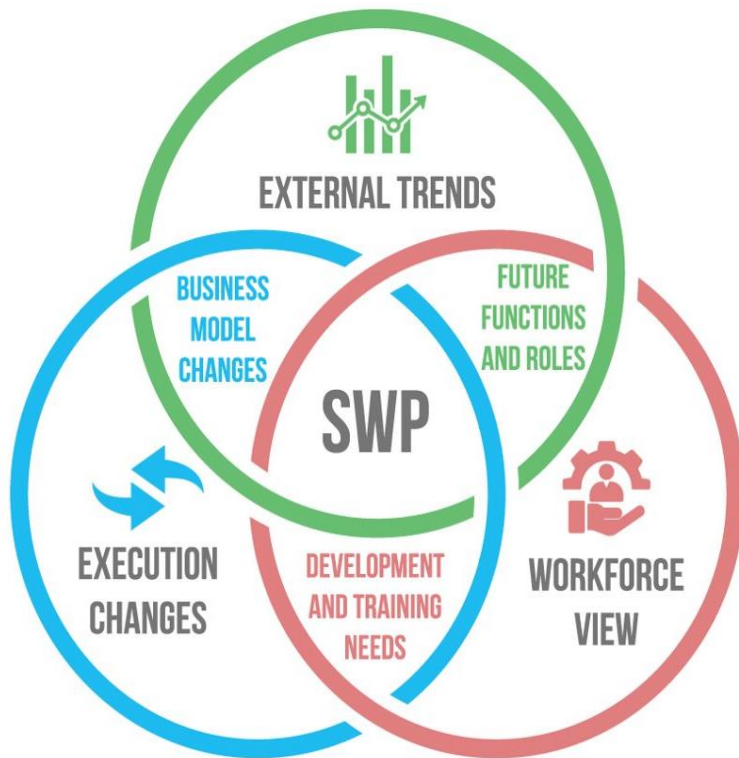 EXTERNAL TRENDS
BUSINESS
MODEL
CHANGES
FUTURE
FUNCTIONS
AND ROLES
SWP
EXECUTION
CHANGES
DEVELOPMENT
AND TRAINING
NEEDS
WORKFORCE
VIEW